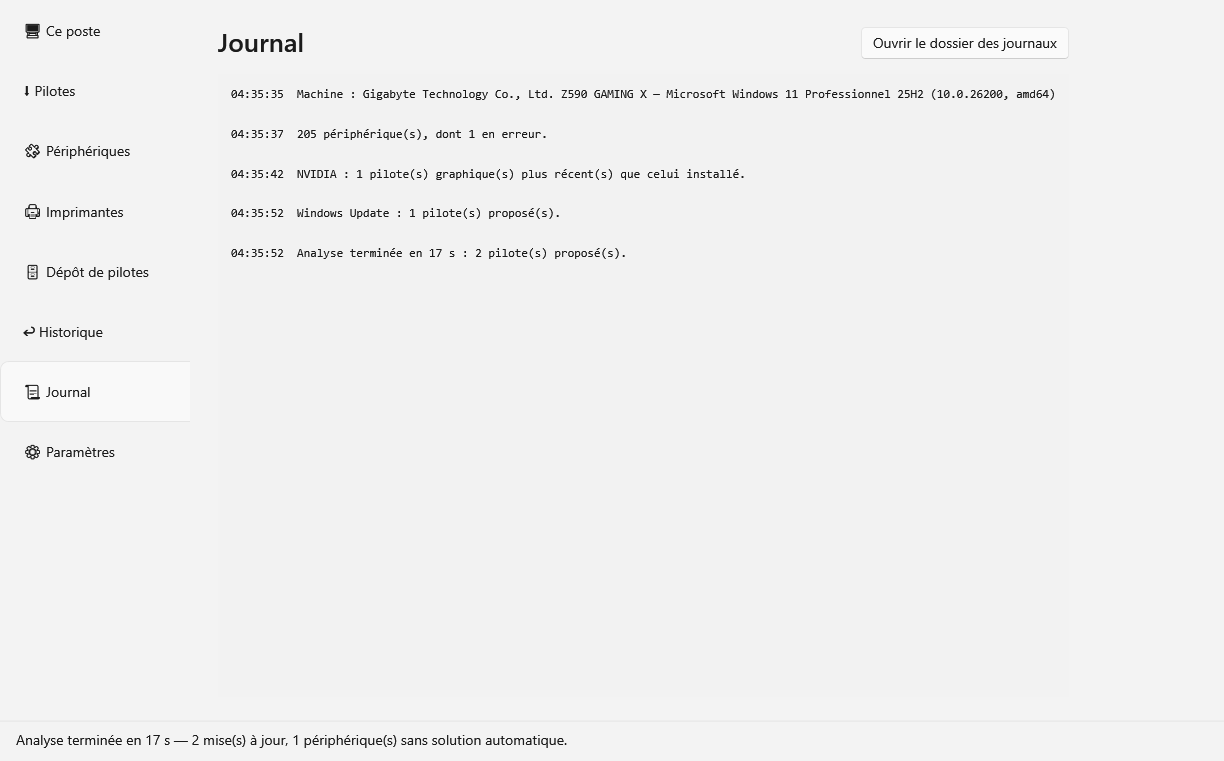 Ce poste
Pilotes
Périphériques
Imprimantes
Dépôt de pilotes
Historique
Journal
Paramètres
Journal
Ouvrir le dossier des journaux
04:35:35 Machine : Gigabyte Technology Co., Ltd. Z590 GAMING X — Microsoft Windows 11 Professionnel 25H2 (10.0.26200, amd64)
04:35:37 205 périphérique(s), dont 1 en erreur.
04:35:42 NVIDIA : 1 pilote(s) graphique(s) plus récent(s) que celui installé.
04:35:52 Windows Update : 1 pilote(s) proposé(s).
04:35:52 Analyse terminée en 17 s : 2 pilote(s) proposé(s).
Analyse terminée en 17 s — 2 mise(s) à jour, 1 périphérique(s) sans solution automatique.